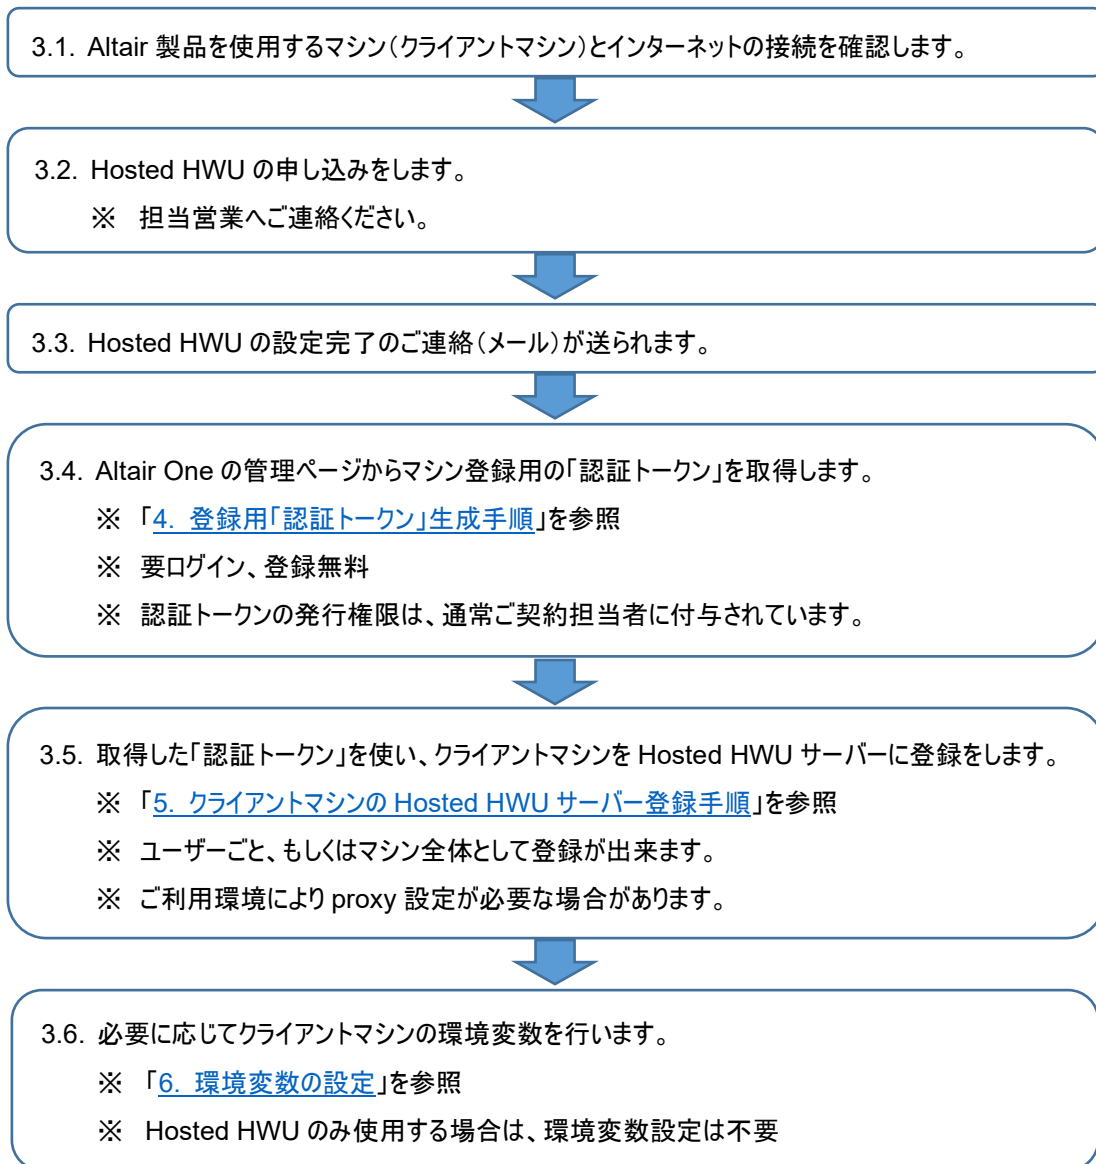 3.1. Altair 製品を使用するマシン（クライアントマシン）とインターネットの接続を確認します。
3.2. Hosted HWU の申し込みをします。
※ 担当営業へご連絡ください。
3.3. Hosted HWU の設定完了のご連絡（メール）が送られます。
3.4. Altair One の管理ページからマシン登録用の「認証トークン」を取得します。
※ 「4. 登録用「認証トークン」生成手順」を参照
※ 要ログイン、登録無料
※ 認証トークンの発行権限は、通常ご契約担当者に付与されています。
3.5. 取得した「認証トークン」を使い、クライアントマシンを Hosted HWU サーバーに登録をします。
※ 「5. クライアントマシンの Hosted HWU サーバー登録手順」を参照
※ ユーザーごと、もしくはマシン全体として登録が出来ます。
※ ご利用環境により proxy 設定が必要な場合があります。
3.6. 必要に応じてクライアントマシンの環境変数を行います。
※ 「6. 環境変数の設定」を参照
※ Hosted HWU のみ使用する場合は、環境変数設定は不要